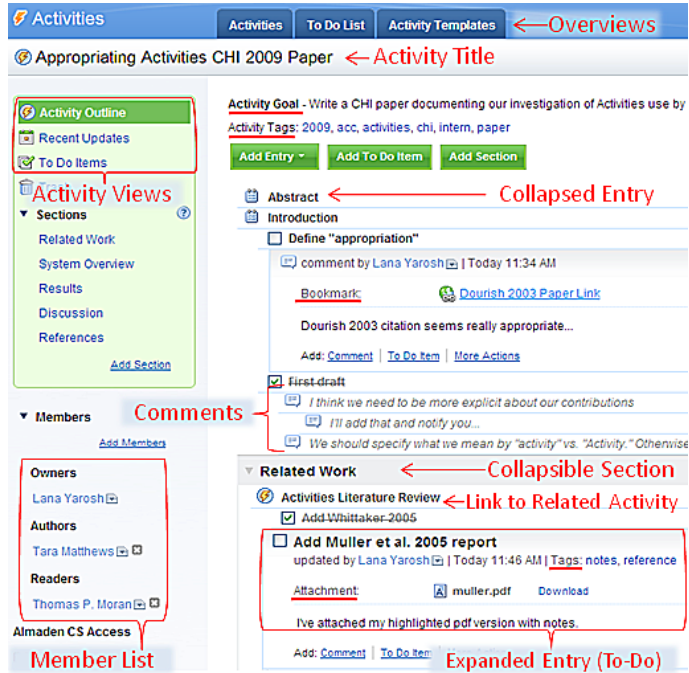 Activities
Activities
To Do List
Activity Templates
Overviews
Appropriating Activities CHI 2009 Paper
Activity Title
Activity Outline
Recent Updates
To Do Items
Activity Views
Sections
Related Work
System Overview
Results
Discussion
References
Add Section
Members
Add Members
Owners
Lana Yarosh
Authors
Tara Matthews
Readers
Thomas P. Moran
Almaden CS Access
Member List
Activity Goal - Write a CHI paper documenting our investigation of Activities use by
Activity Tags: 2009, acc, activities, chi, intern, paper
Add Entry
Add To Do Item
Add Section
Abstract
Collapsed Entry
Introduction
Define "appropriation"
comment by Lana Yarosh | Today 11:34 AM
Bookmark:
Dourish 2003 Paper Link
Dourish 2003 citation seems really appropriate...
Add: Comment | To Do Item | More Actions
First draft
Comments
I think we need to be more explicit about our contributions
I'll add that and notify you...
We should specify what we mean by "activity" vs. "Activity." Otherwise
Related Work
Collapsible Section
Activities Literature Review
Link to Related Activity
Add Whittaker 2005
Add Muller et al. 2005 report
updated by Lana Yarosh | Today 11:46 AM | Tags: notes, reference
Attachment:
muller.pdf
Download
I've attached my highlighted pdf version with notes.
Add: Comment | To Do Item
Expanded Entry (To-Do)